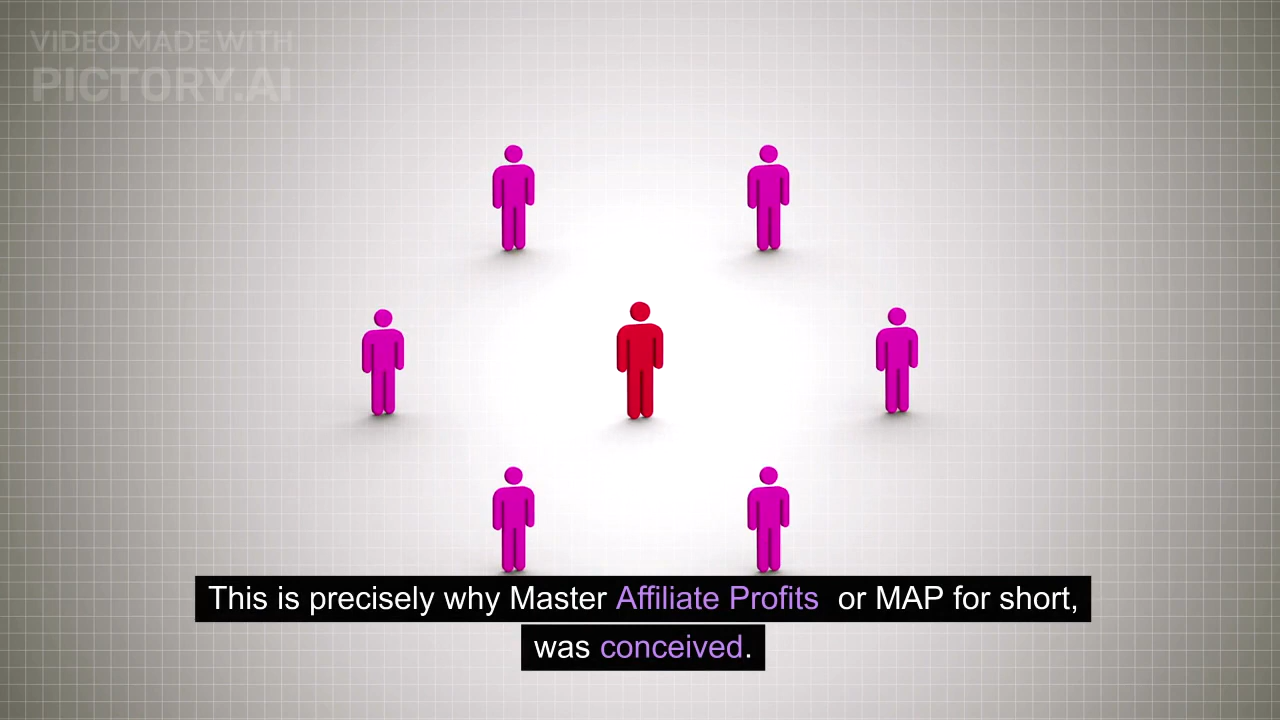 VIDEO MADE WITH
PICTORY.AI
This is precisely why Master Affiliate Profits or MAP for short,
was conceived.